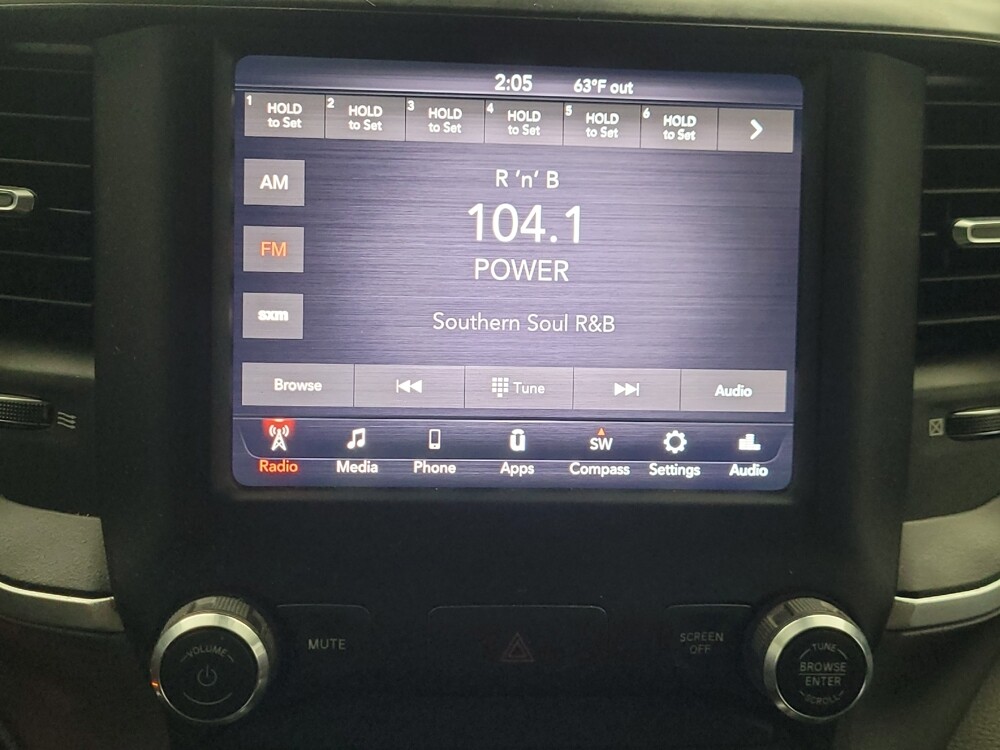 2:05 63°F out
1 HOLD to Set
2 HOLD to Set
3 HOLD to Set
4 HOLD to Set
5 HOLD to Set
6 HOLD to Set
AM
R 'n' B
104.1
FM
POWER
sxm
Southern Soul R&B
Browse Tune Audio
SW
Radio Media Phone Apps Compass Settings Audio
VOLUME
MUTE
SCREEN
OFF
TUNE
BROWSE
ENTER
SCROLL